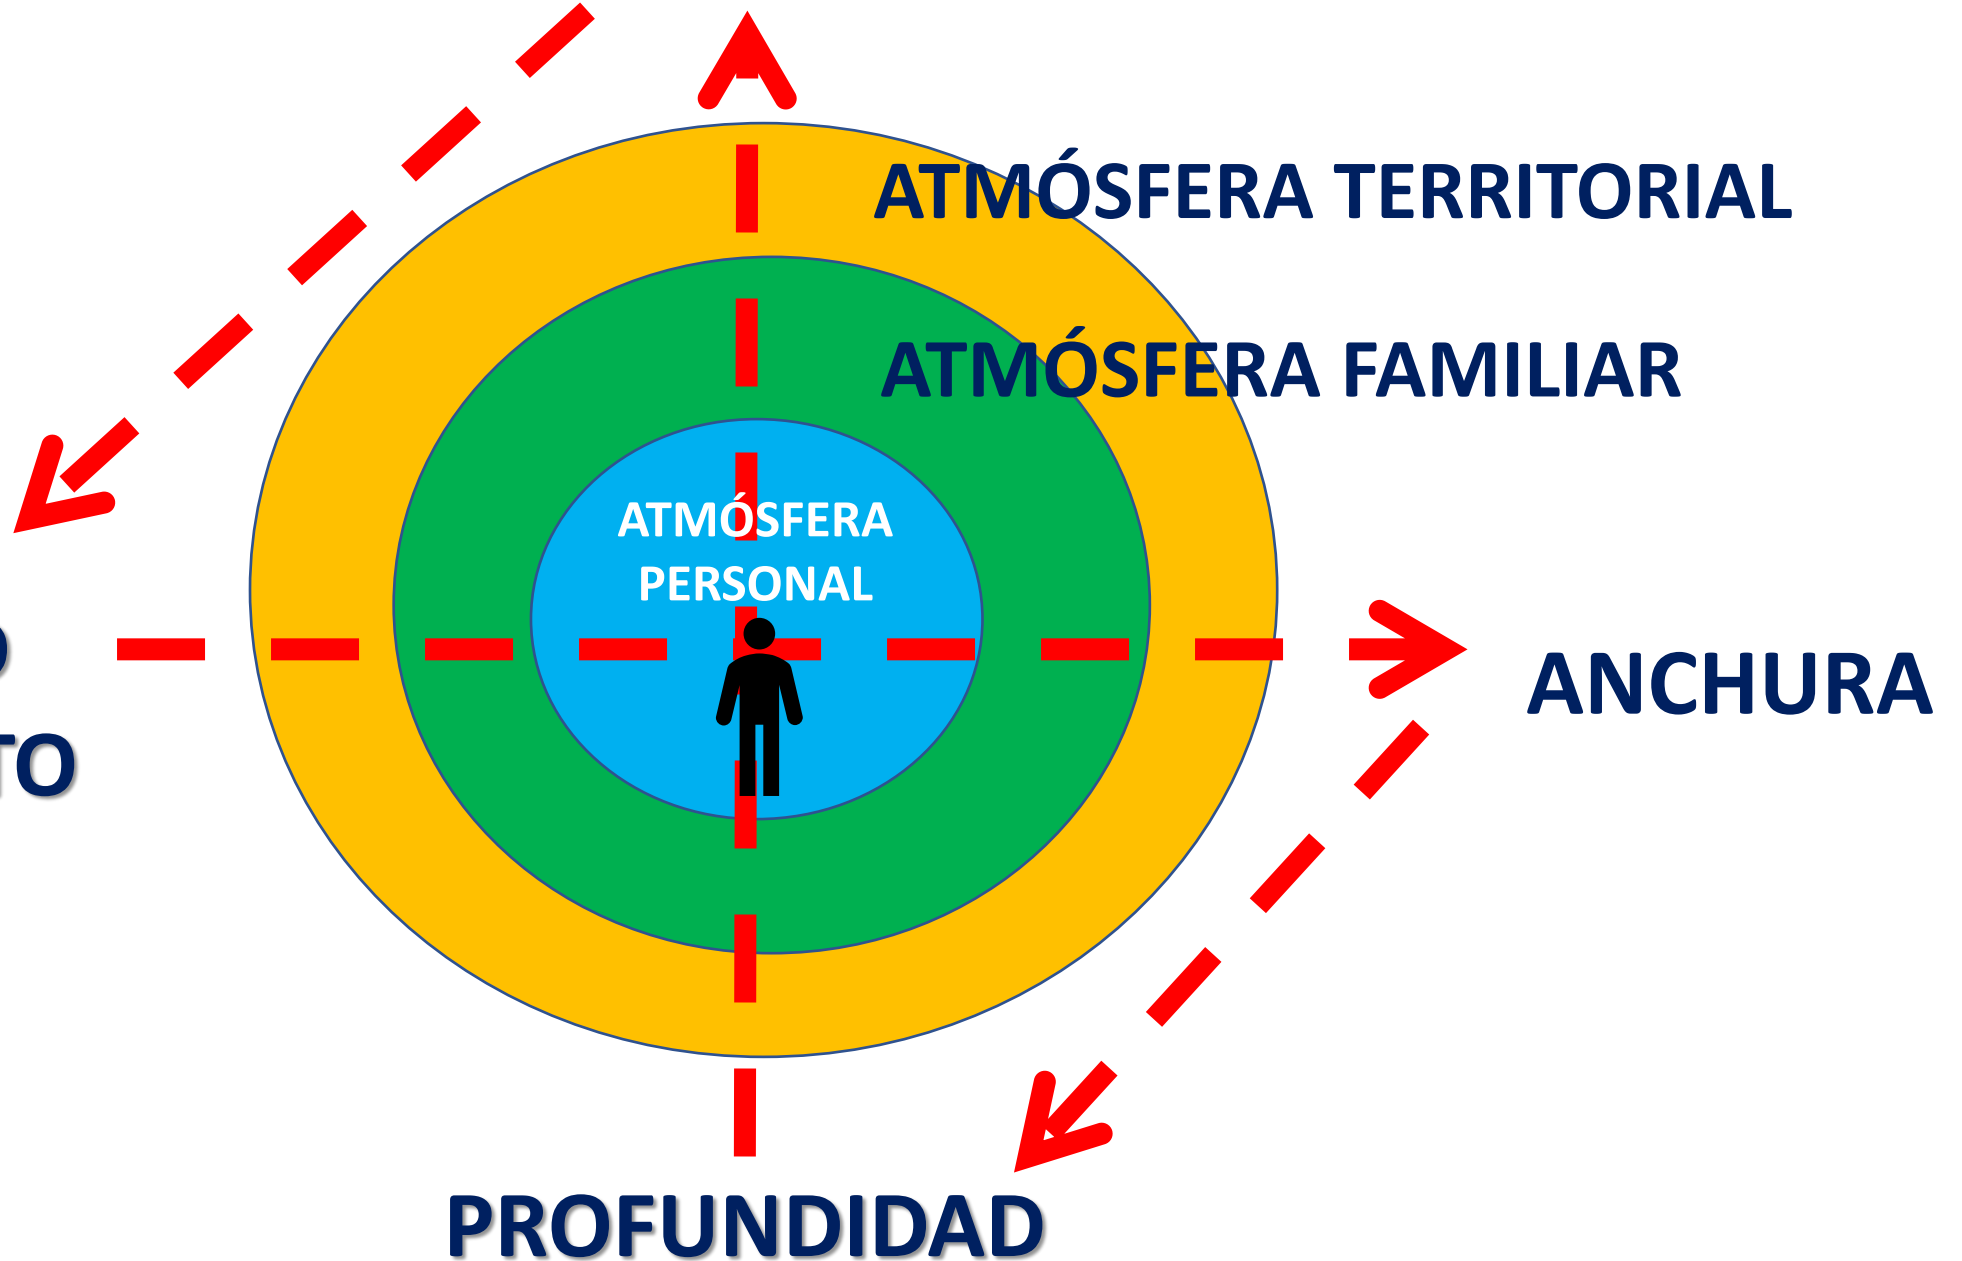 ATMÓSFERA TERRITORIAL
ATMÓSFERA FAMILIAR
ATMÓSFERA
PERSONAL
ANCHURA
PROFUNDIDAD